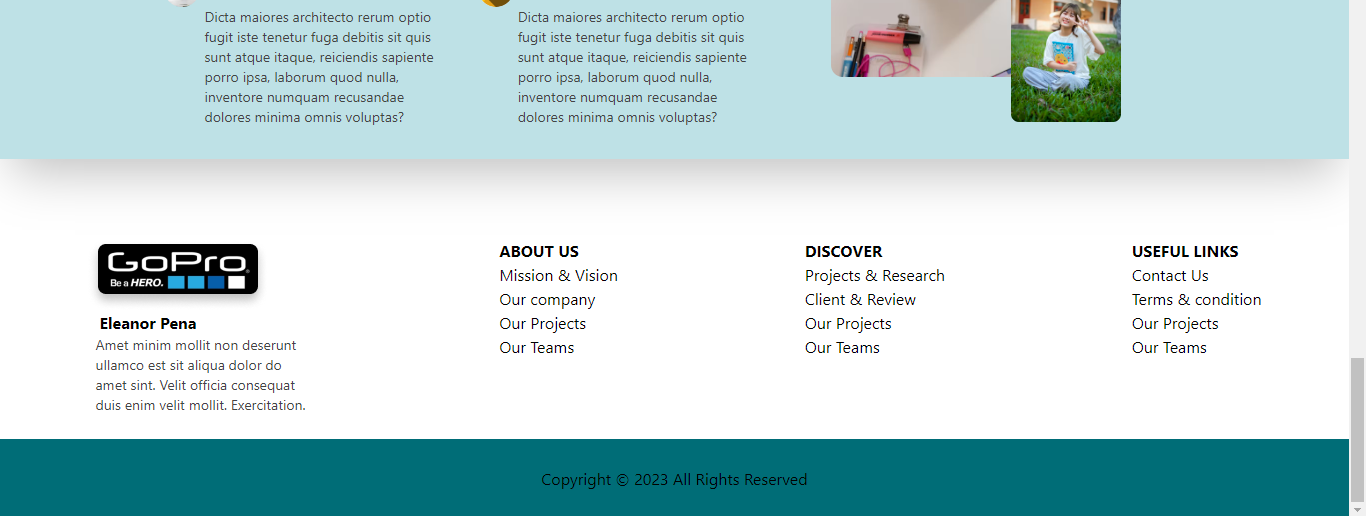 Dicta maiores architecto rerum optio
fugit iste tenetur fuga debitis sit quis
sunt atque itaque, reiciendis sapiente
porro ipsa, laborum quod nulla,
inventore numquam recusandae
dolores minima omnis voluptas?
Dicta maiores architecto rerum optio
fugit iste tenetur fuga debitis sit quis
sunt atque itaque, reiciendis sapiente
porro ipsa, laborum quod nulla,
inventore numquam recusandae
dolores minima omnis voluptas?
GoPro
Be a HERO.
Eleanor Pena
Amet minim mollit non deserunt
ullamco est sit aliqua dolor do
amet sint. Velit officia consequat
duis enim velit mollit. Exercitation.
ABOUT US
Mission & Vision
Our company
Our Projects
Our Teams
DISCOVER
Projects & Research
Client & Review
Our Projects
Our Teams
USEFUL LINKS
Contact Us
Terms & condition
Our Projects
Our Teams
Copyright © 2023 All Rights Reserved